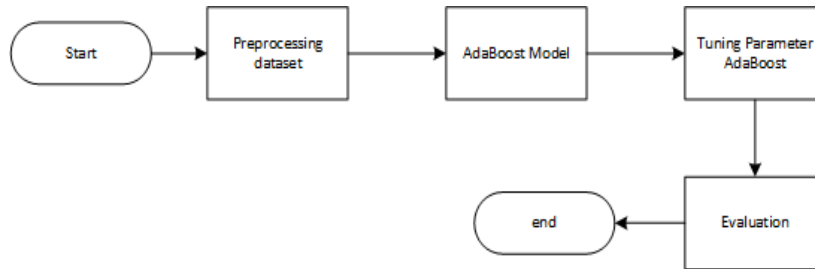 Start
Preprocessing
dataset
AdaBoost Model
Tuning Parameter
AdaBoost
end
Evaluation